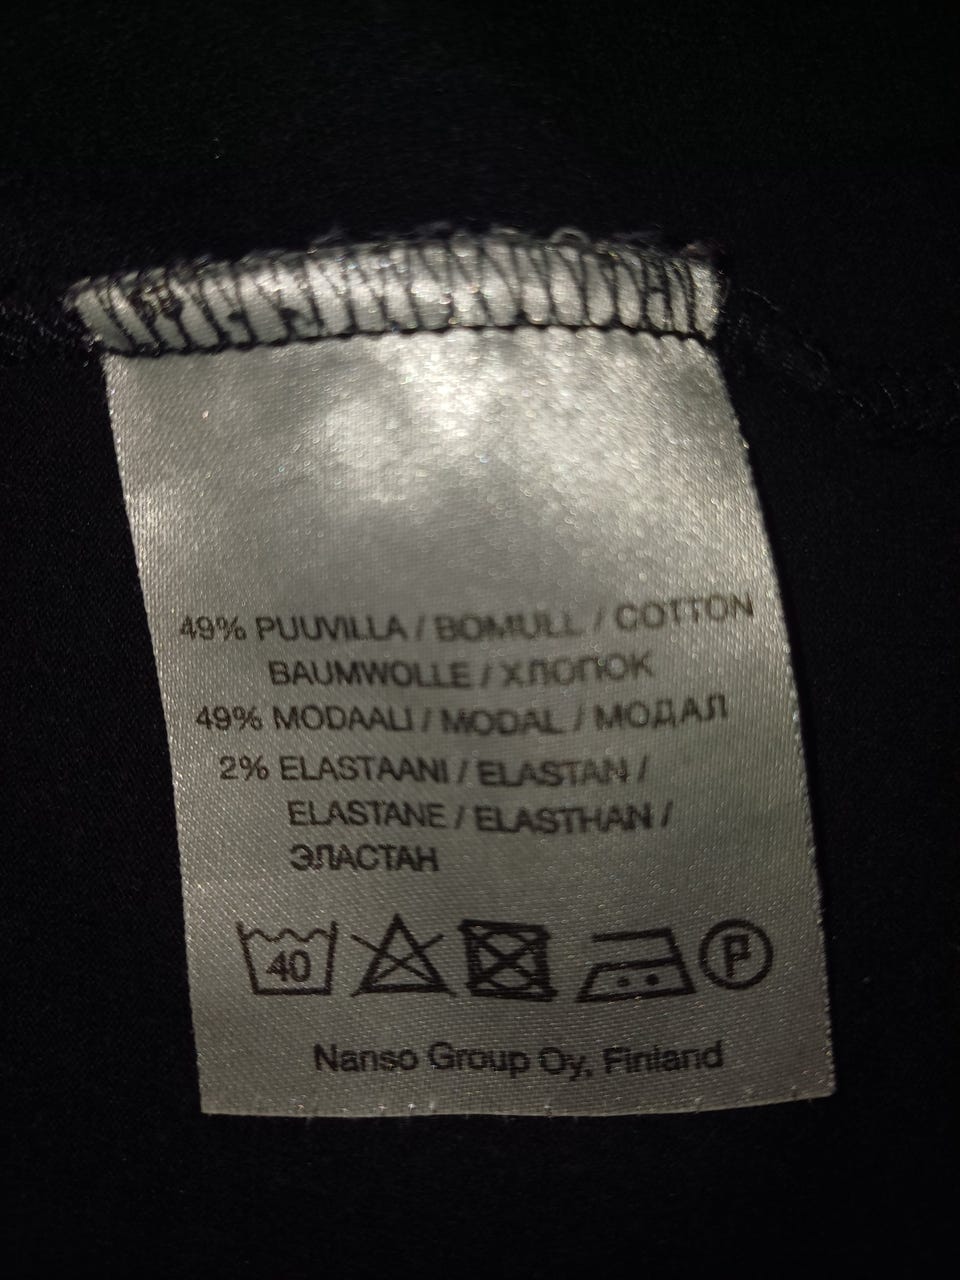 49% PUUVILLA / BOMULL / COTTON
BAUMWOLLE / ХЛОПОК
49% MODAALI / MODAL / МОДАЛ
2% ELASTAANI / ELASTAN /
ELASTANE / ELASTHAN /
ЭЛАСТАН
40 P
Nanso Group Oy, Finland